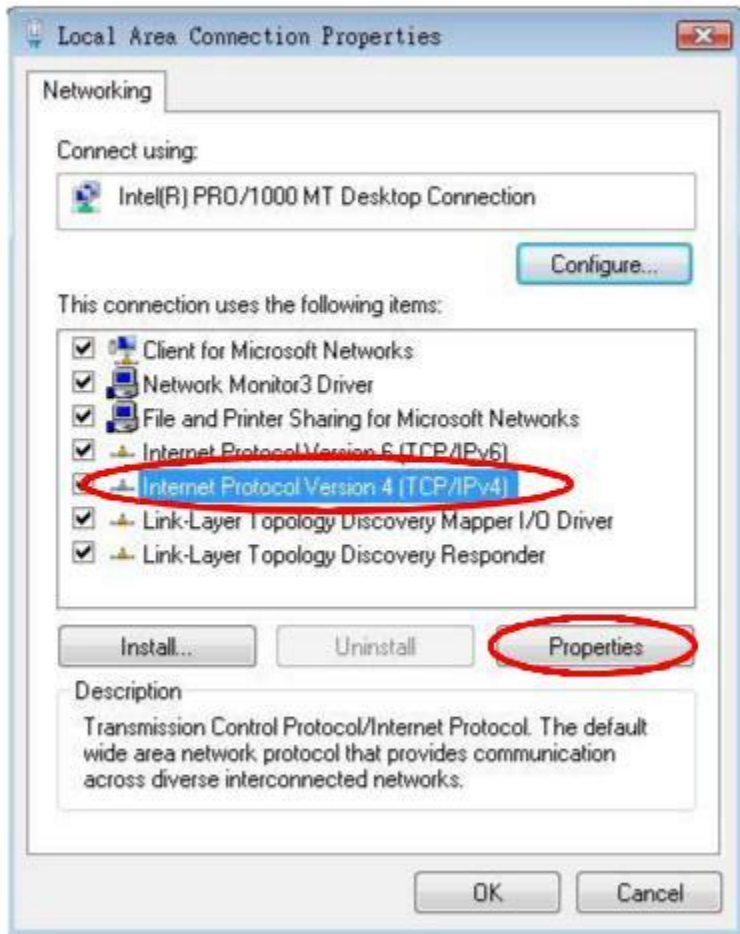 Local Area Connection Properties
Networking
Connect using:
Intel(R) PRO/1000 MT Desktop Connection
Configure...
This connection uses the following items:
Client for Microsoft Networks
Network Monitor3 Driver
File and Printer Sharing for Microsoft Networks
Internet Protocol Version 6 (TCP/IPv6)
Internet Protocol Version 4 (TCP/IPv4)
Link-Layer Topology Discovery Mapper I/O Driver
Link-Layer Topology Discovery Responder
Install... Uninstall Properties
Description
Transmission Control Protocol/Internet Protocol. The default
wide area network protocol that provides communication
across diverse interconnected networks.
OK Cancel